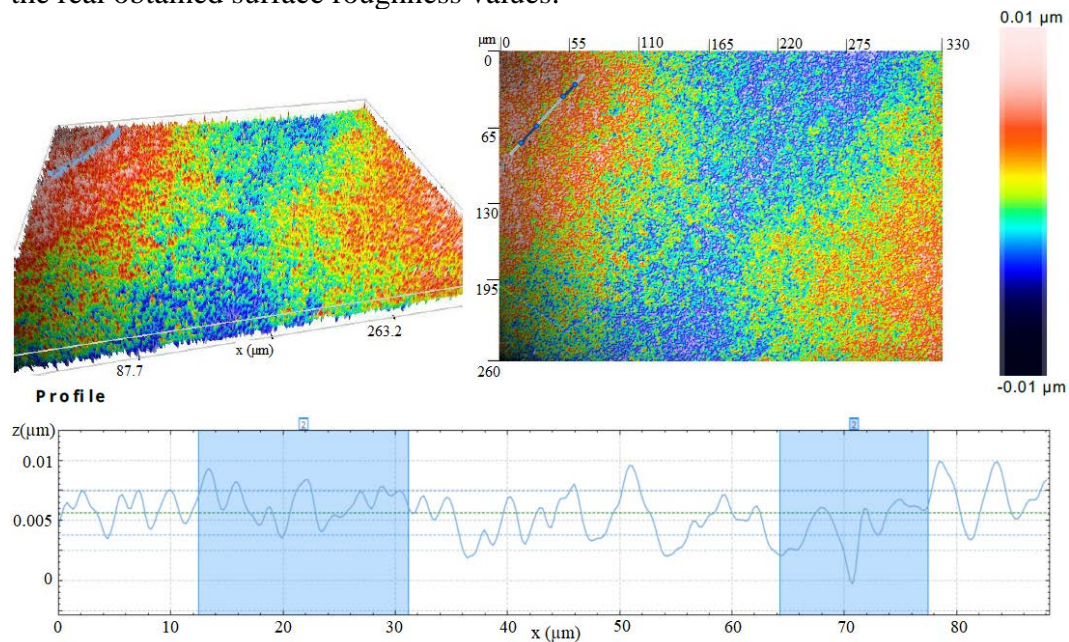 the real obtained surface roughness values.
0.01 µm
µm 0 55 110 165 220 275 330
0
65
130
195
260
-0.01 µm
87.7
x (µm)
263.2
Profile
z(µm)
2 2
0.01
0.005
0
0 10 20 30 40 50 60 70 80
x (µm)